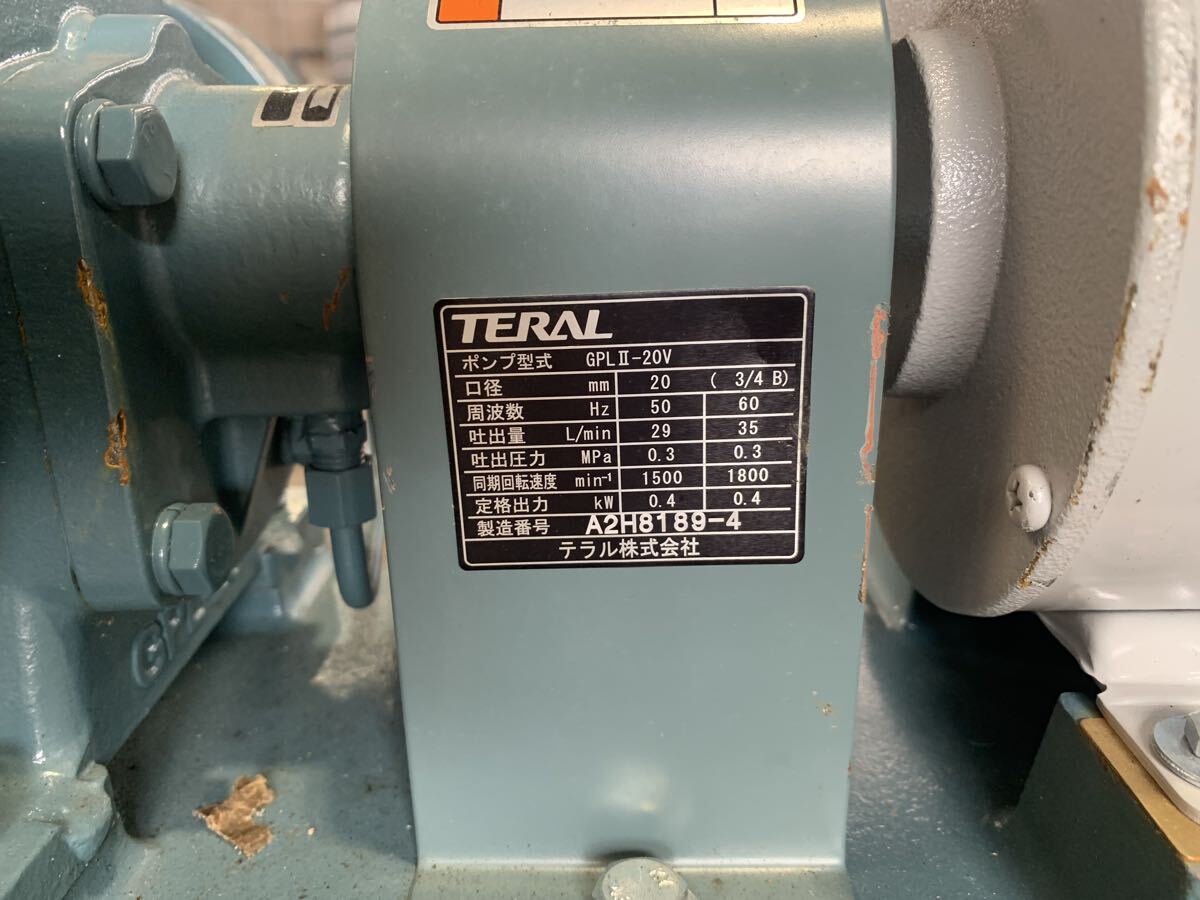 TERAL
ポンプ型式 GPLⅡ-20V
口径 mm 20 ( 3/4 B)
周波数 Hz 50 60
吐出量 L/min 29 35
吐出圧力 MPa 0.3 0.3
同期回転速度 min⁻¹ 1500 1800
定格出力 kW 0.4 0.4
製造番号 A2H8189-4
テラル株式会社